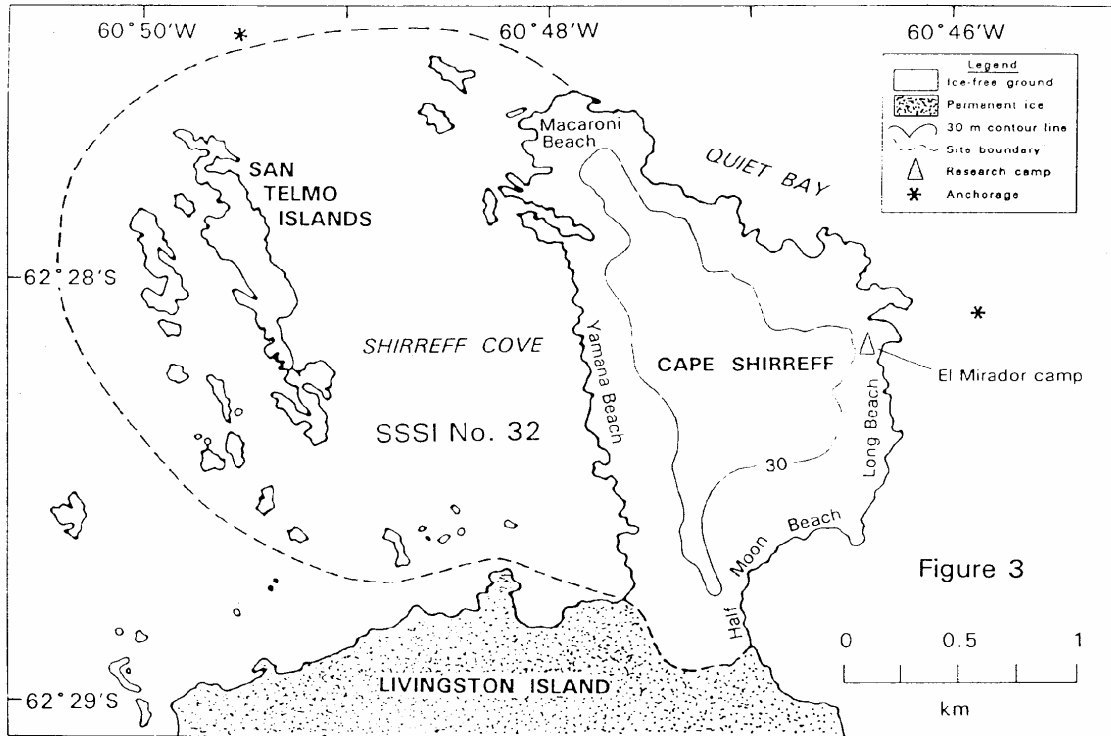 60°50'W
60°48'W
60°46'W
Legend
Ice-free ground
Permanent ice
30 m contour line
Site boundary
Research camp
Anchorage
Macaroni
Beach
QUIET BAY
SAN
TELMO
ISLANDS
62°28'S
SHIRREFF COVE
Yamana Beach
CAPE SHIRREFF
El Mirador camp
SSSI No. 32
Long Beach
30
Half Moon Beach
Figure 3
0 0.5 1
km
LIVINGSTON ISLAND
62°29'S